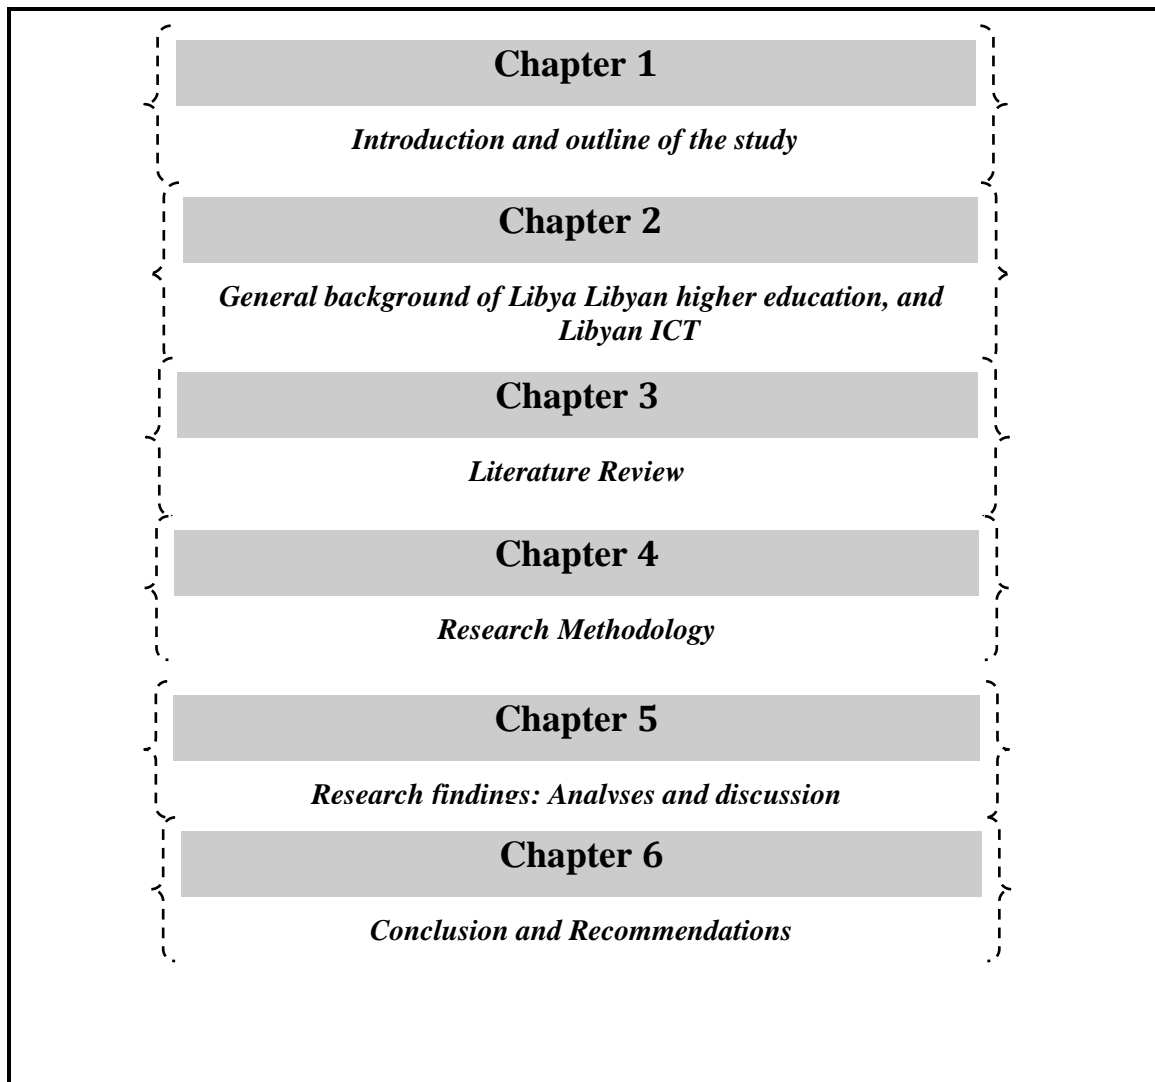 Chapter 1
Introduction and outline of the study
Chapter 2
General background of Libya Libyan higher education, and
Libyan ICT
Chapter 3
Literature Review
Chapter 4
Research Methodology
Chapter 5
Research findings: Analyses and discussion
Chapter 6
Conclusion and Recommendations